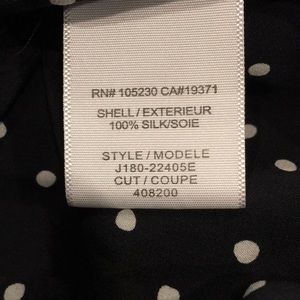 RN# 105230 CA#19371
SHELL / EXTERIEUR
100% SILK/SOIE
STYLE / MODELE
J180-22405E
CUT / COUPE
408200